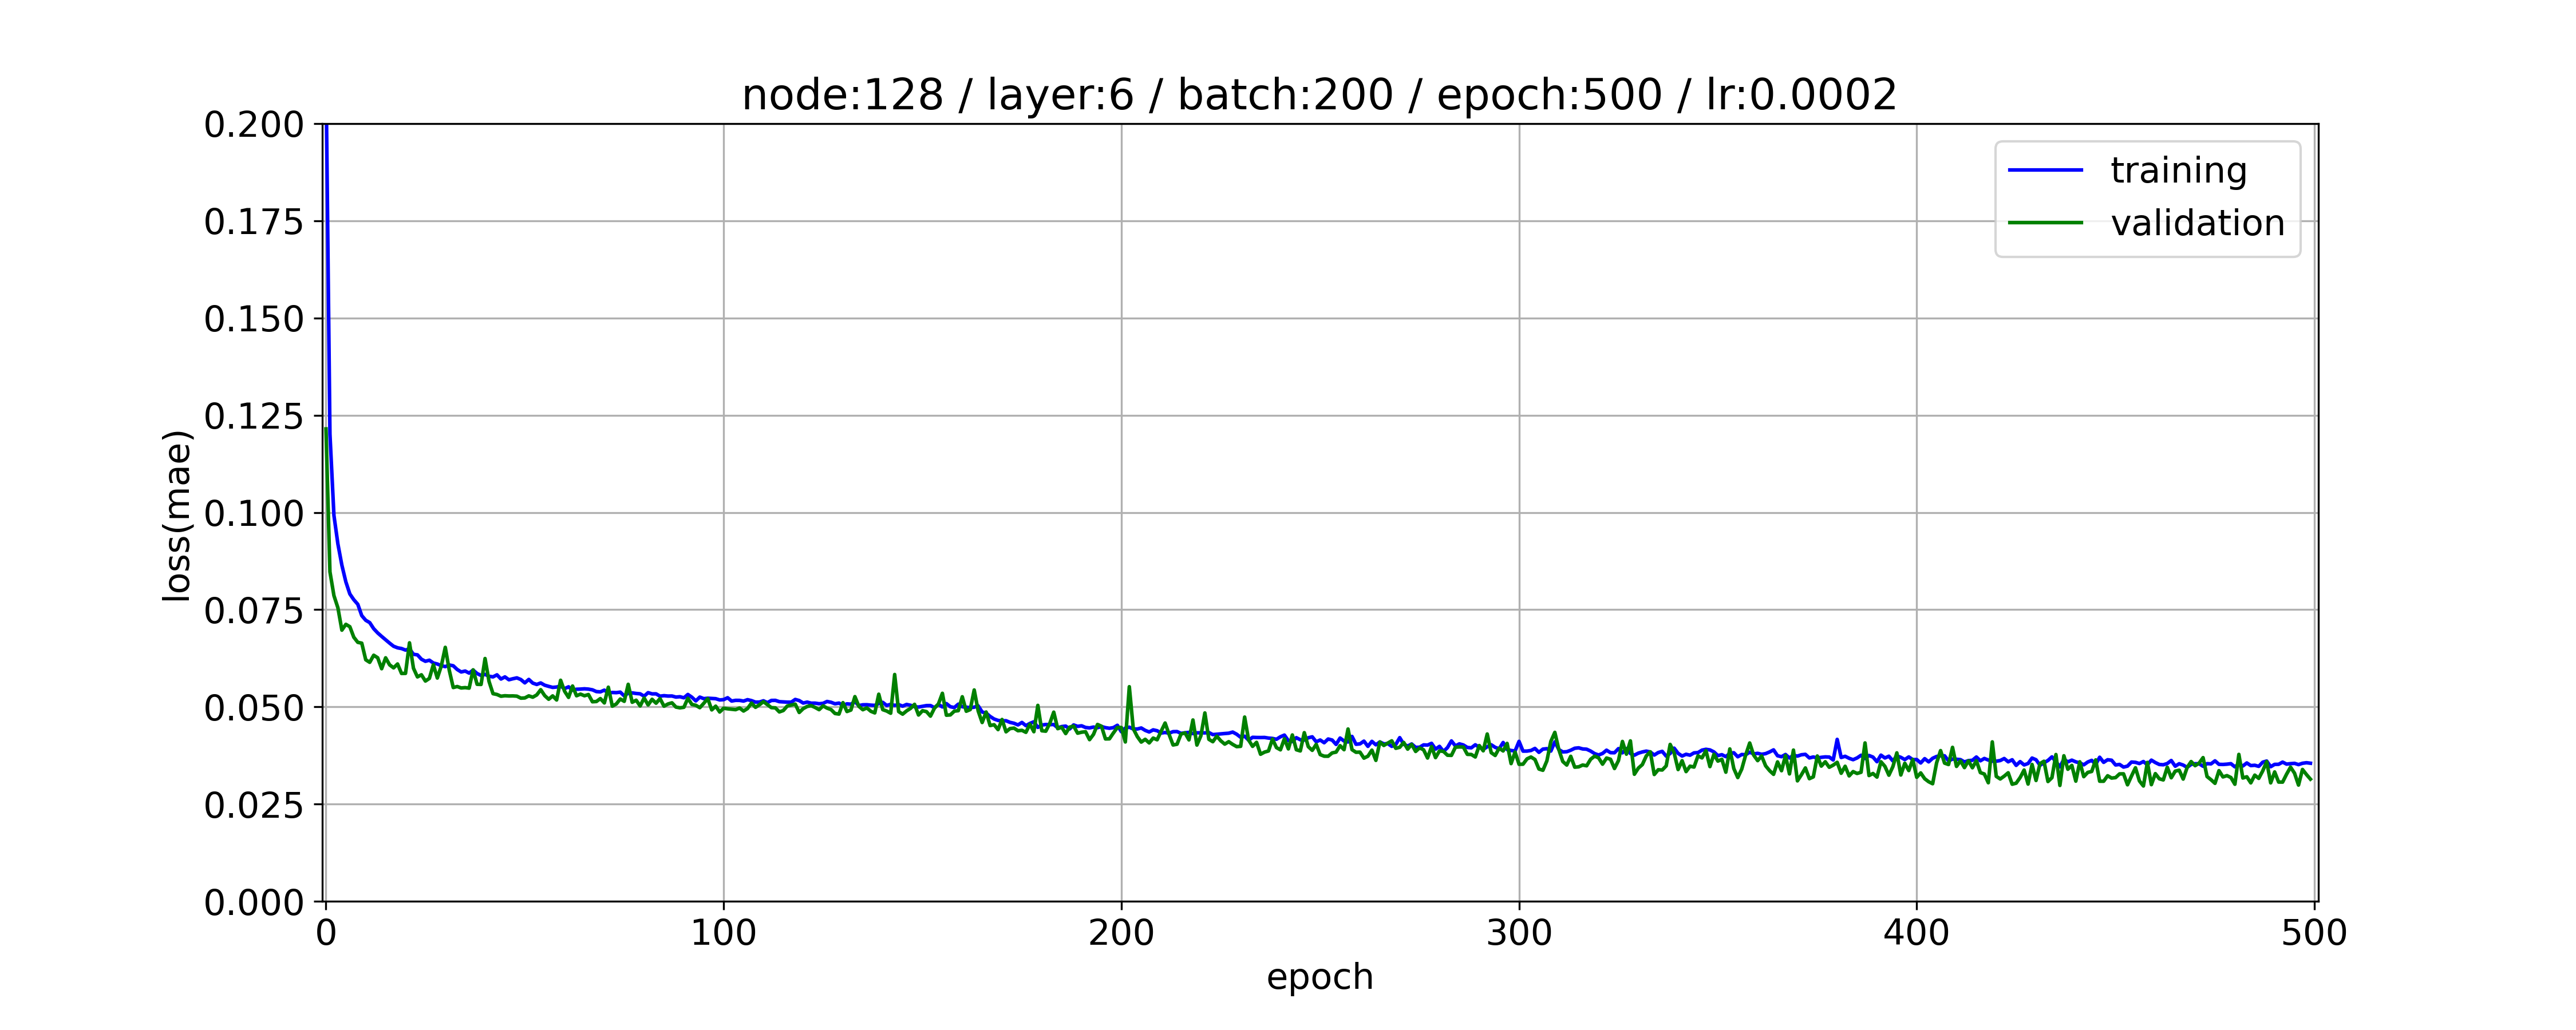 node:128 / layer:6 / batch:200 / epoch:500 / lr:0.0002
0.200
0.175
0.150
0.125
0.100
0.075
0.050
0.025
0.000
loss(mae)
training
validation
0 100 200 300 400 500
epoch